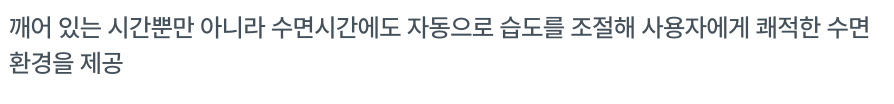 깨어 있는 시간뿐만 아니라 수면시간에도 자동으로 습도를 조절해 사용자에게 쾌적한 수면
환경을 제공